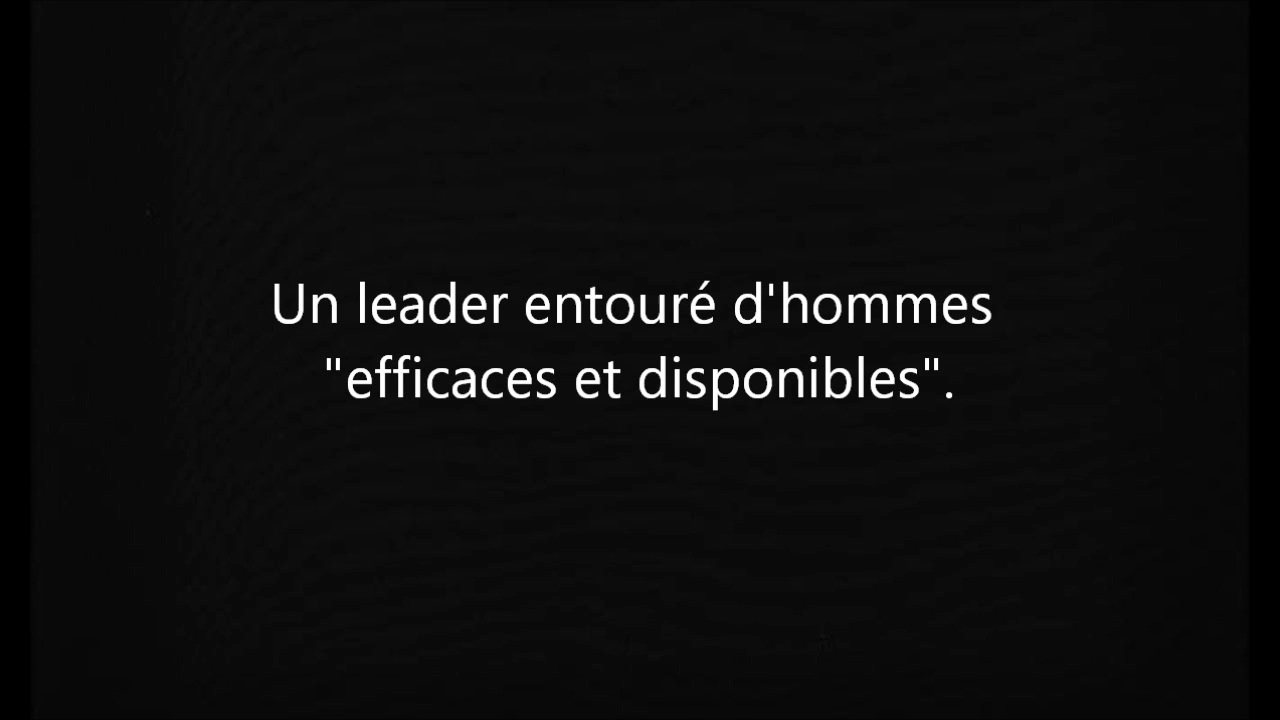 Un leader entouré d'hommes
"efficaces et disponibles".